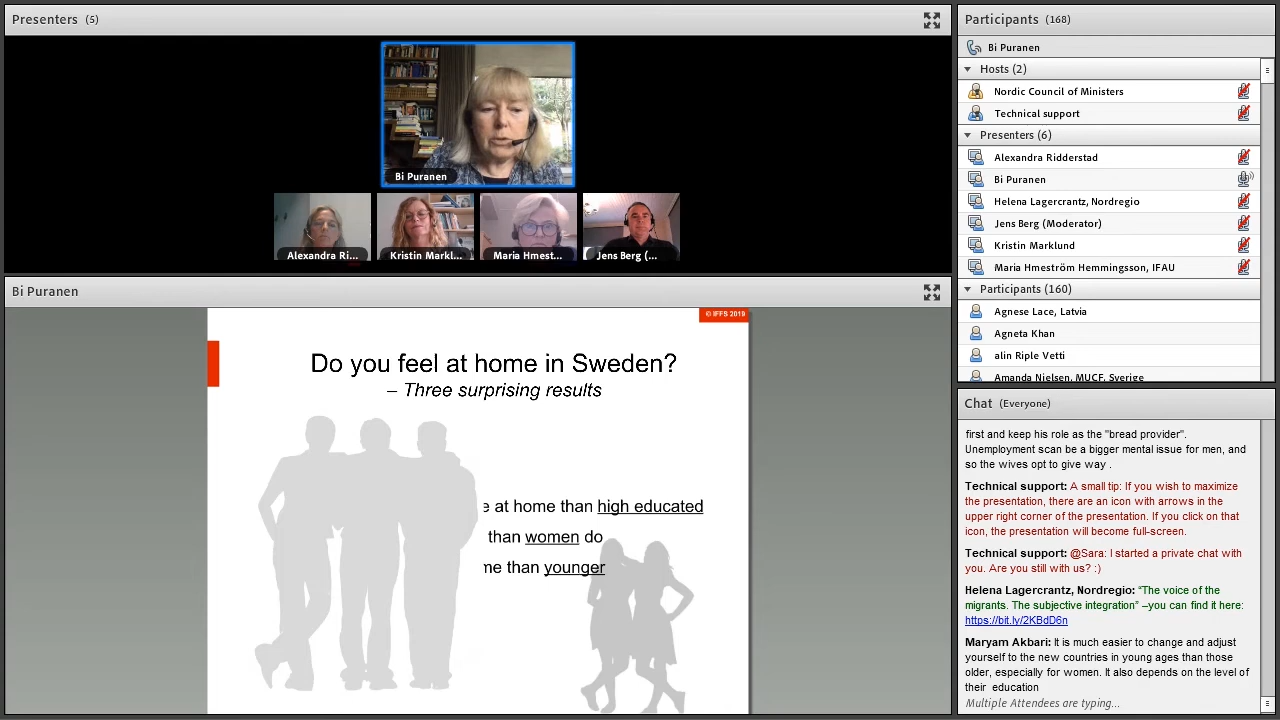 Presenters (5)
Bi Puranen
Alexandra Ri...
Kristin Markl...
Maria Hmest...
Jens Berg (...
Bi Puranen
© IFFS 2019
Do you feel at home in Sweden?
– Three surprising results
at home than high educated
than women do
than younger
Participants (168)
Bi Puranen
Hosts (2)
Nordic Council of Ministers
Technical support
Presenters (6)
Alexandra Ridderstad
Bi Puranen
Helena Lagercrantz, Nordregio
Jens Berg (Moderator)
Kristin Marklund
Maria Hmeström Hemmingsson, IFAU
Participants (160)
Agnese Lace, Latvia
Agneta Khan
alin Riple Vetti
Amanda Nielsen, MUCF, Sverige
Chat (Everyone)
first and keep his role as the "bread provider".
Unemployment scan be a bigger mental issue for men, and
so the wives opt to give way .
Technical support: A small tip: If you wish to maximize
the presentation, there are an icon with arrows in the
upper right corner of the presentation. If you click on that
icon, the presentation will become full-screen.
Technical support: @Sara: I started a private chat with
you. Are you still with us? :)
Helena Lagercrantz, Nordregio: “The voice of the
migrants. The subjective integration” –you can find it here:
https://bit.ly/2KBdD6n
Maryam Akbari: It is much easier to change and adjust
yourself to the new countries in young ages than those
older, especially for women. It also depends on the level of
their education
Multiple Attendees are typing...